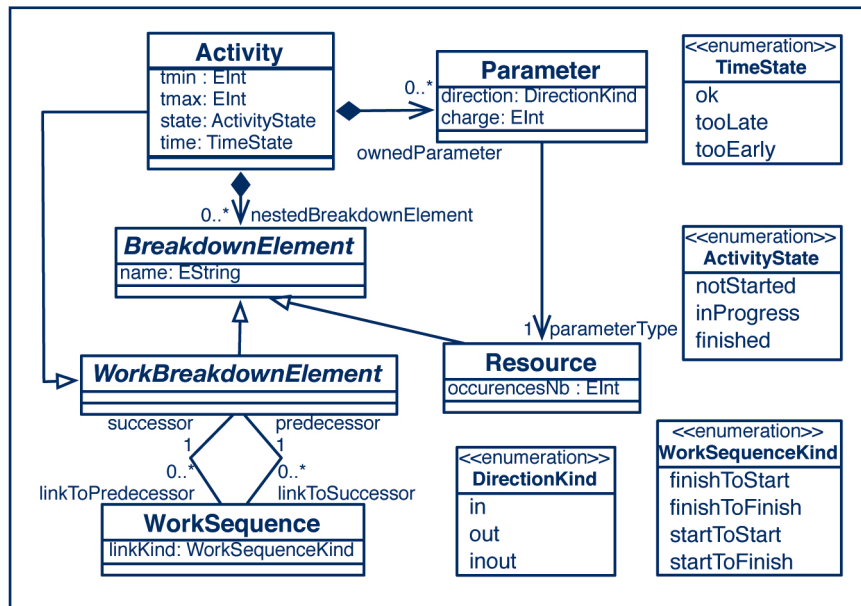 Activity
tmin : EInt
tmax: EInt
state: ActivityState
time: TimeState
0..*
Parameter
direction: DirectionKind
charge: EInt
ownedParameter
<<enumeration>>
TimeState
ok
tooLate
tooEarly
0..* nestedBreakdownElement
BreakdownElement
name: EString
<<enumeration>>
ActivityState
notStarted
inProgress
finished
1 parameterType
Resource
occurencesNb : EInt
WorkBreakdownElement
successor predecessor
1 1
0..* 0..*
linkToPredecessor linkToSuccessor
WorkSequence
linkKind: WorkSequenceKind
<<enumeration>>
DirectionKind
in
out
inout
<<enumeration>>
WorkSequenceKind
finishToStart
finishToFinish
startToStart
startToFinish